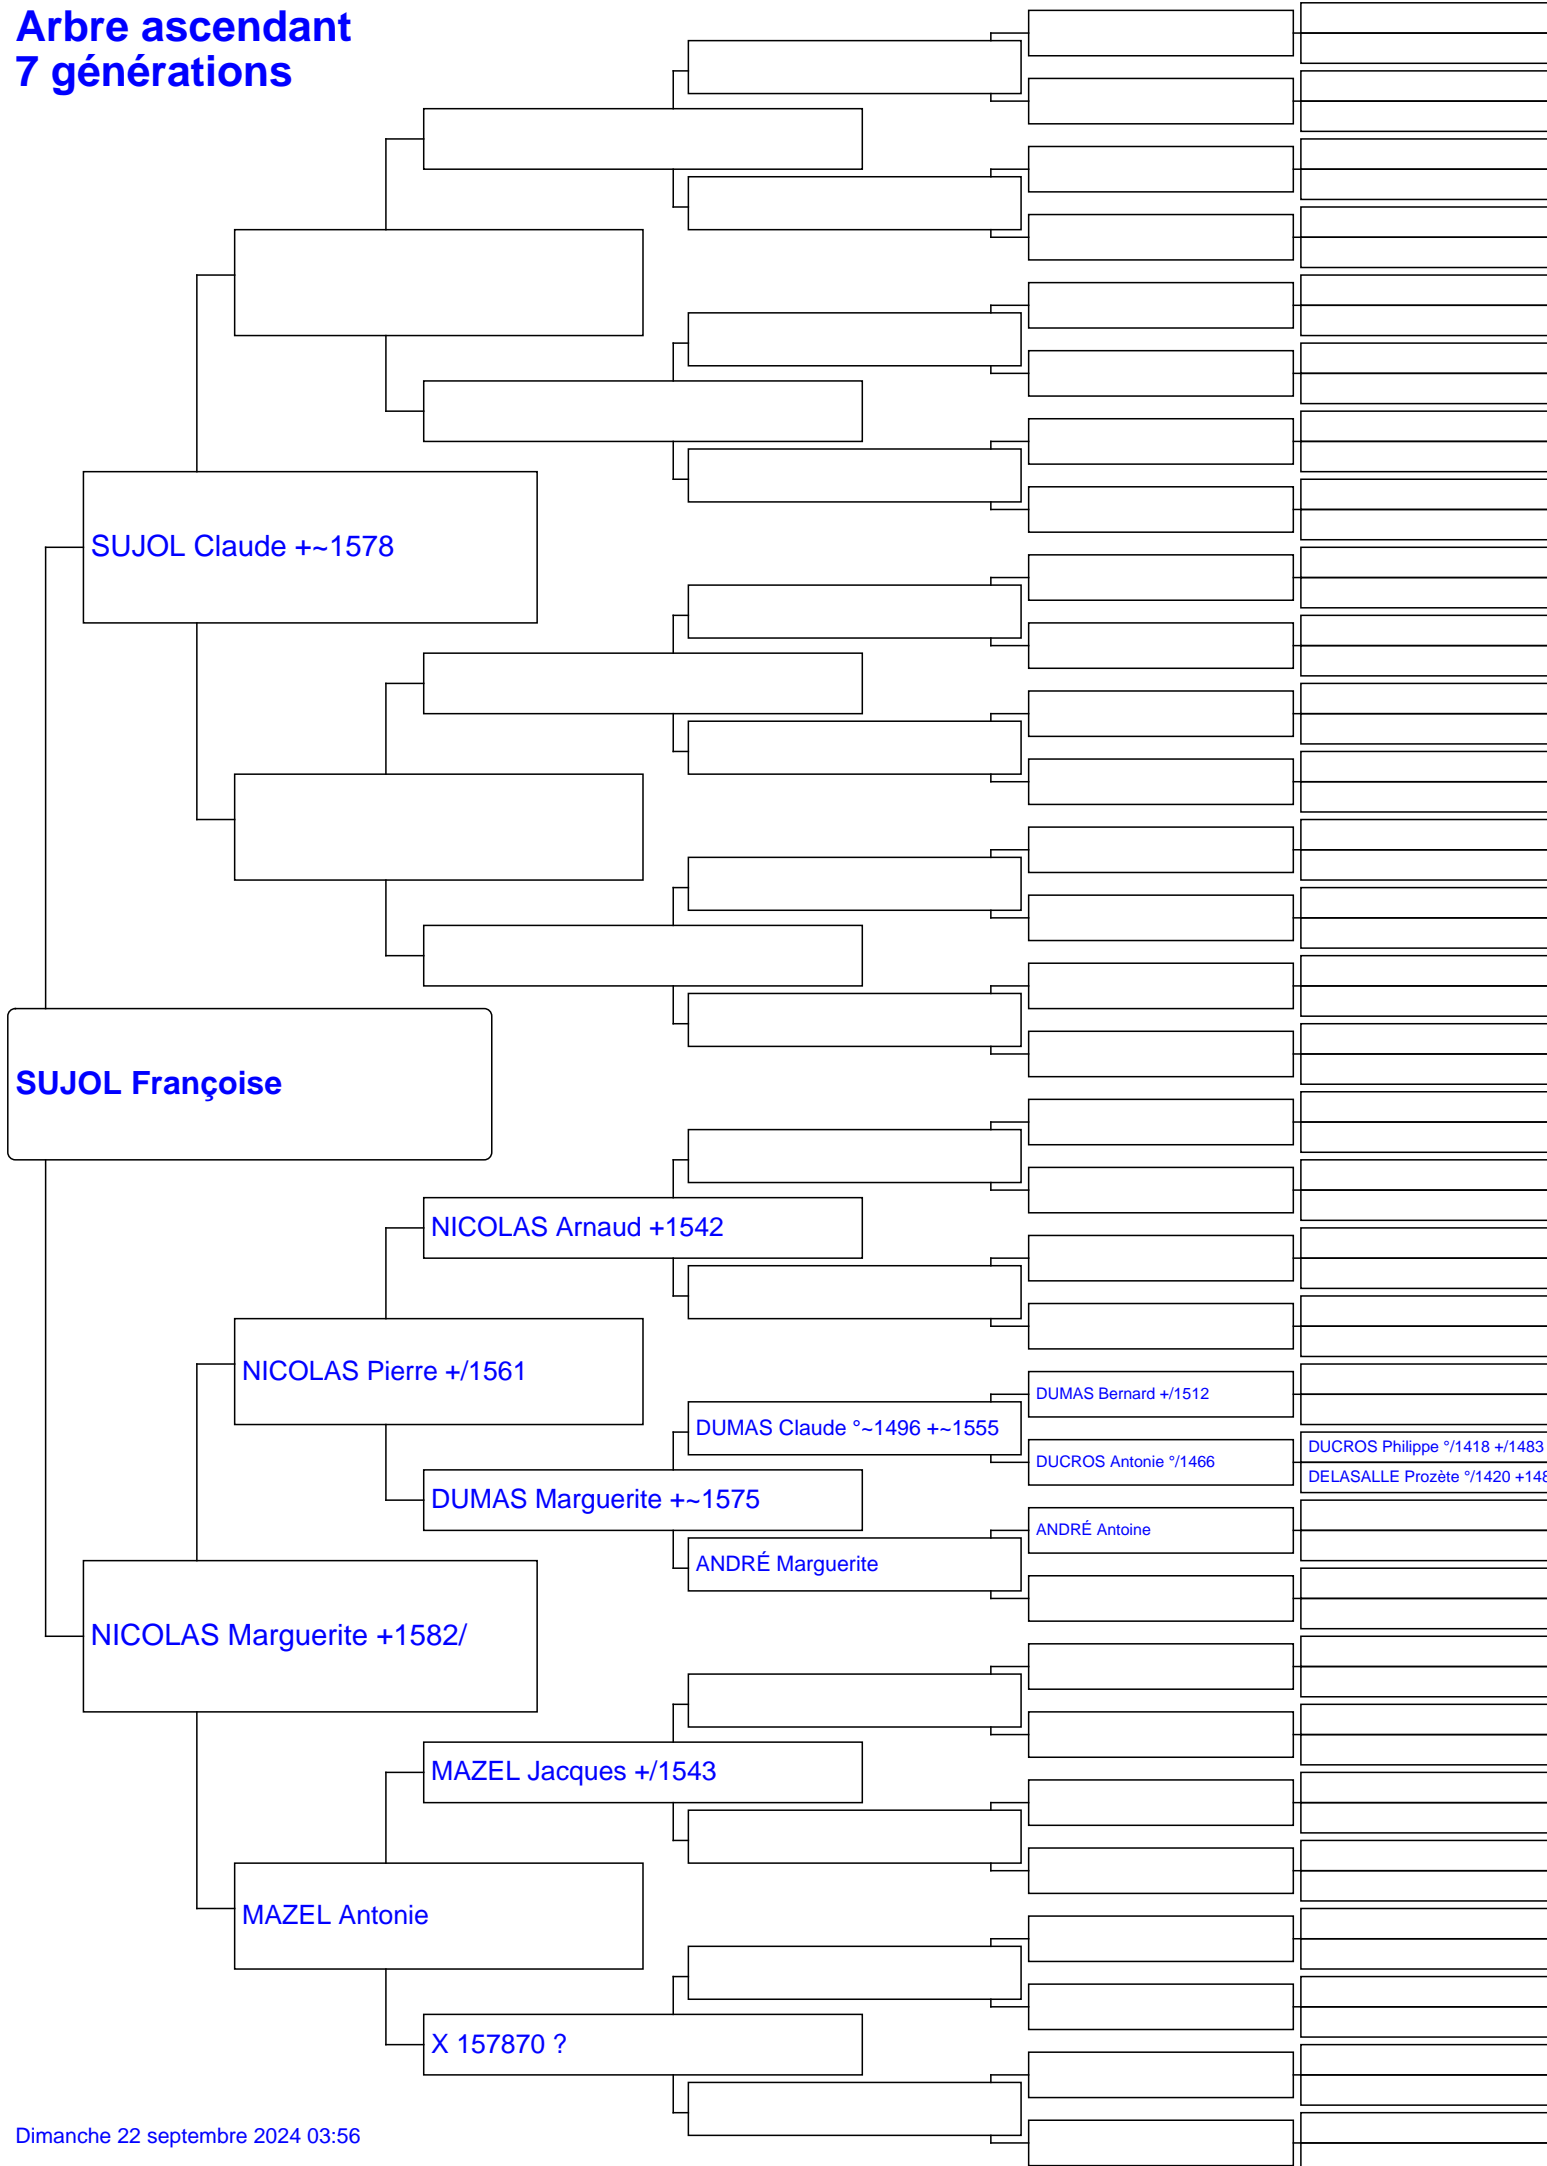 Arbre ascendant
7 générations
SUJOL Claude +~1578
SUJOL Françoise
NICOLAS Arnaud +1542
NICOLAS Pierre +/1561
DUMAS Bernard +/1512
DUMAS Claude °~1496 +~1555
DUCROS Philippe °/1418 +/1483
DUCROS Antonie °/1466
DELASALLE Prozète °/1420 +148
DUMAS Marguerite +~1575
ANDRÉ Antoine
ANDRÉ Marguerite
NICOLAS Marguerite +1582/
MAZEL Jacques +/1543
MAZEL Antonie
X 157870 ?
Dimanche 22 septembre 2024 03:56